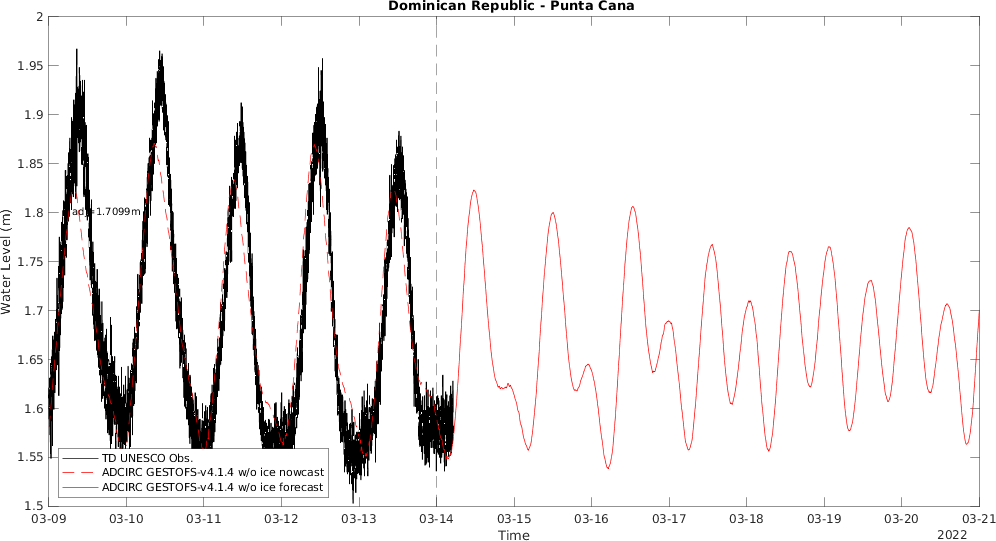 Dominican Republic - Punta Cana
2
1.95
1.9
1.85
1.8
1.75
1.7
1.65
1.6
1.55
1.5
Water Level (m)
=1.7099m
TD UNESCO Obs.
ADCIRC GESTOFS-v4.1.4 w/o ice nowcast
ADCIRC GESTOFS-v4.1.4 w/o ice forecast
03-09 03-10 03-11 03-12 03-13 03-14 03-15 03-16 03-17 03-18 03-19 03-20 03-21
Time
2022